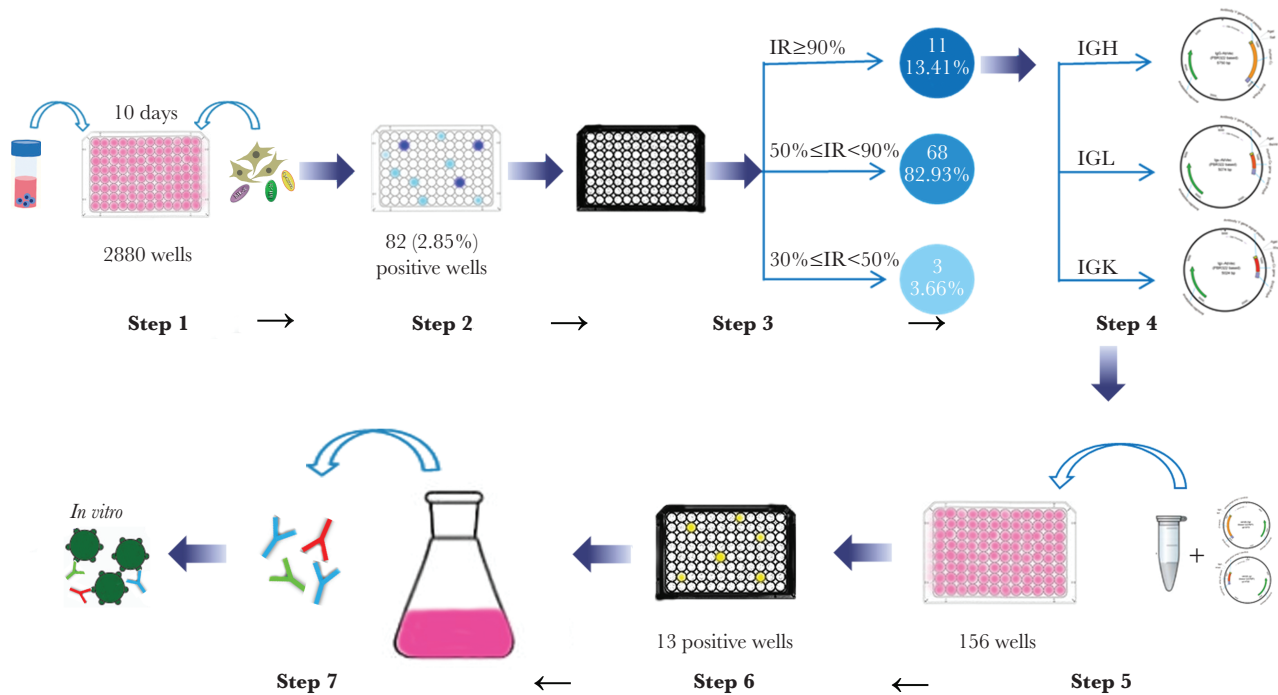 10 days
2880 wells
Step 1
→
82 (2.85%)
positive wells
Step 2
→
Step 3
IR≥90%
11
13.41%
50%≤IR<90%
68
82.93%
30%≤IR<50%
3
3.66%
→
IGH
IGL
IGK
Step 4
156 wells
Step 5
←
13 positive wells
Step 6
←
Step 7
In vitro
+